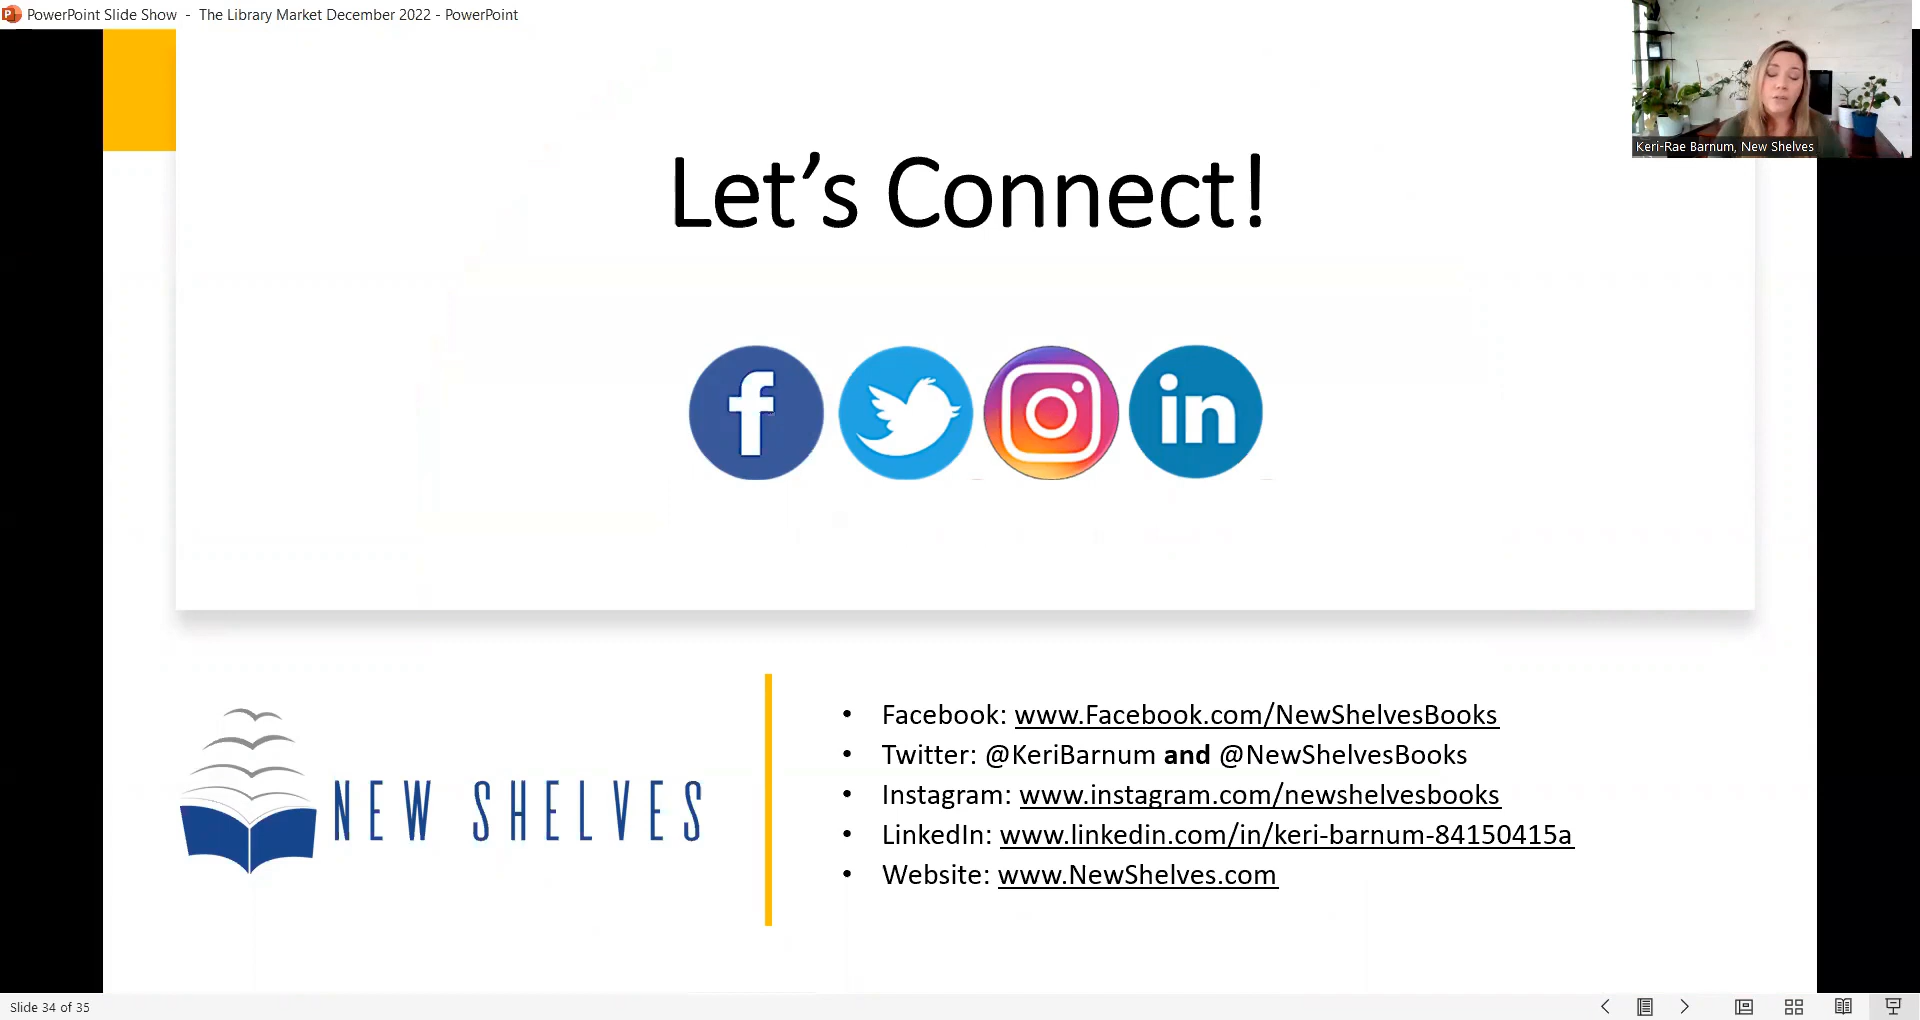 PowerPoint Slide Show - The Library Market December 2022 - PowerPoint
Keri-Rae Barnum, New Shelves
Let’s Connect!
f
in
NEW SHELVES
• Facebook: www.Facebook.com/NewShelvesBooks
• Twitter: @KeriBarnum and @NewShelvesBooks
• Instagram: www.instagram.com/newshelvesbooks
• LinkedIn: www.linkedin.com/in/keri-barnum-84150415a
• Website: www.NewShelves.com
Slide 34 of 35